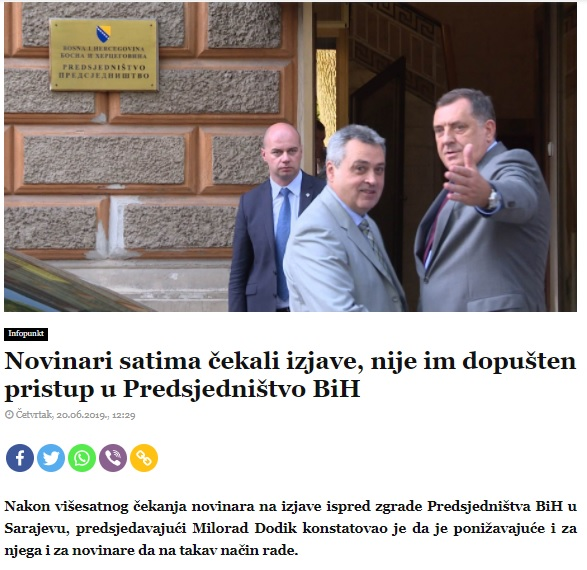 BOSNA I HERCEGOVINA
БОСНА И ХЕРЦЕГОВИНА
PREDSJEDNIŠTVO
ПРЕДСЈЕДНИШТВО
Infopunkt
Novinari satima čekali izjave, nije im dopušten
pristup u Predsjedništvo BiH
Četvrtak, 20.06.2019., 12:29
Nakon višesatnog čekanja novinara na izjave ispred zgrade Predsjedništva BiH u
Sarajevu, predsjedavajući Milorad Dodik konstatovao je da je ponižavajuće i za
njega i za novinare da na takav način rade.